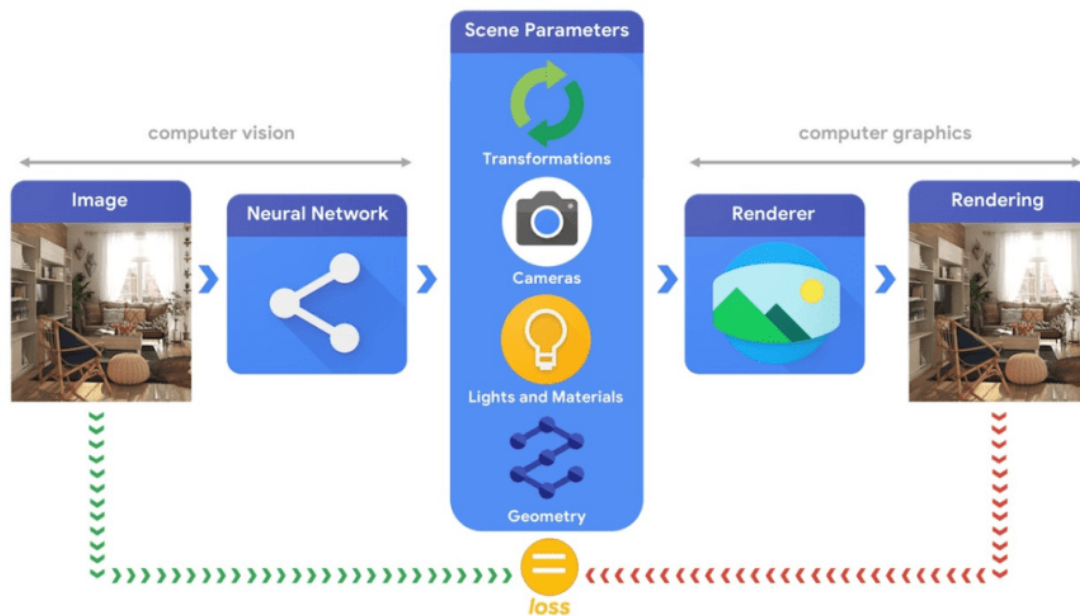 Scene Parameters
computer vision
computer graphics
Transformations
Image
Neural Network
Renderer
Rendering
Cameras
Lights and Materials
Geometry
loss